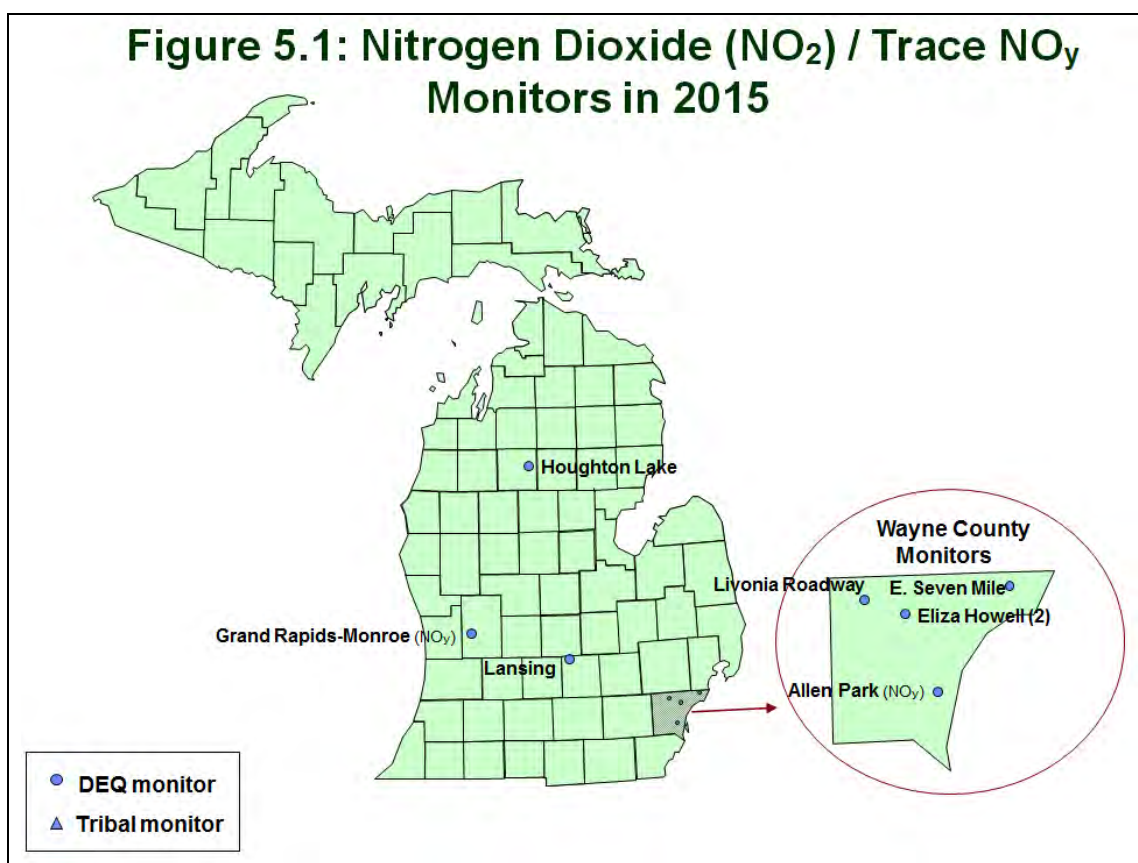 Figure 5.1: Nitrogen Dioxide (NO₂) / Trace NOy
Monitors in 2015
Houghton Lake
Wayne County
Monitors
Livonia Roadway
E. Seven Mile
Eliza Howell (2)
Grand Rapids-Monroe (NOy)
Lansing
Allen Park (NOy)
DEQ monitor
Tribal monitor